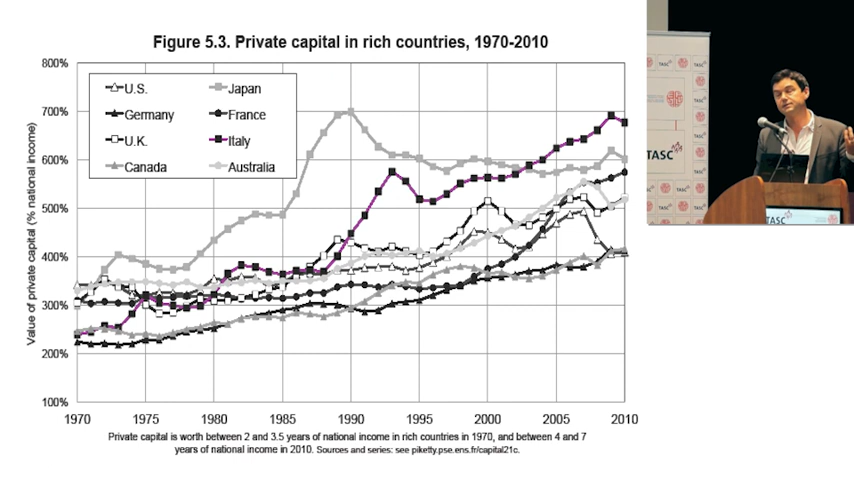 Figure 5.3. Private capital in rich countries, 1970-2010
Value of private capital (% national income)
800%
700%
600%
500%
400%
300%
200%
100%
U.S.
Japan
Germany
France
U.K.
Italy
Canada
Australia
1970 1975 1980 1985 1990 1995 2000 2005 2010
Private capital is worth between 2 and 3.5 years of national income in rich countries in 1970, and between 4 and 7
years of national income in 2010. Sources and series: see piketty.pse.ens.fr/capital21c.
TASC
TASC